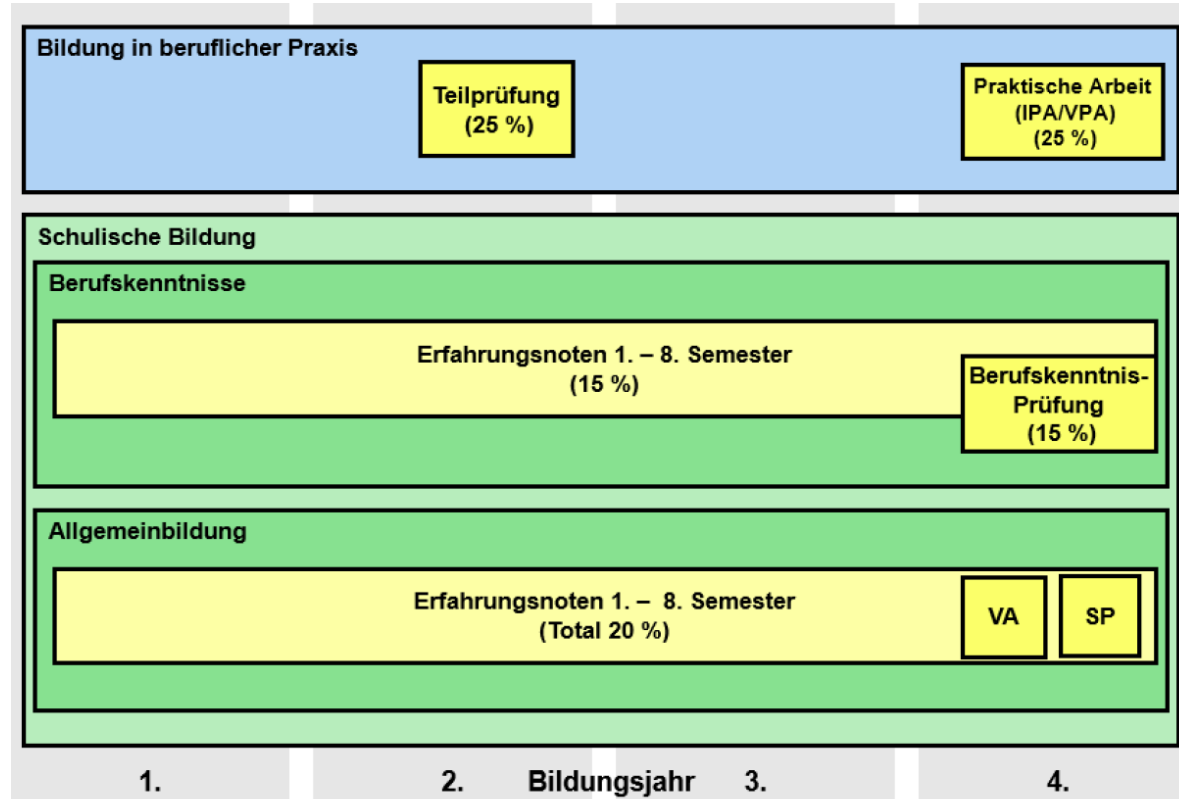 Bildung in beruflicher Praxis
Teilprüfung
(25 %)
Praktische Arbeit
(IPA/VPA)
(25 %)
Schulische Bildung
Berufskenntnisse
Erfahrungsnoten 1. – 8. Semester
(15 %)
Berufskenntnis-
Prüfung
(15 %)
Allgemeinbildung
Erfahrungsnoten 1. – 8. Semester
(Total 20 %)
VA
SP
1. 2. Bildungsjahr 3. 4.